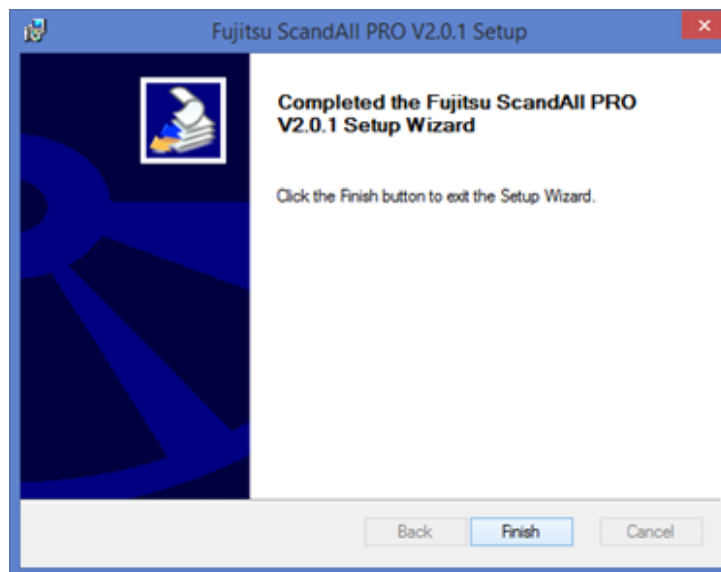 Fujitsu ScandAll PRO V2.0.1 Setup
Completed the Fujitsu ScandAll PRO
V2.0.1 Setup Wizard
Click the Finish button to exit the Setup Wizard.
Back Finish Cancel